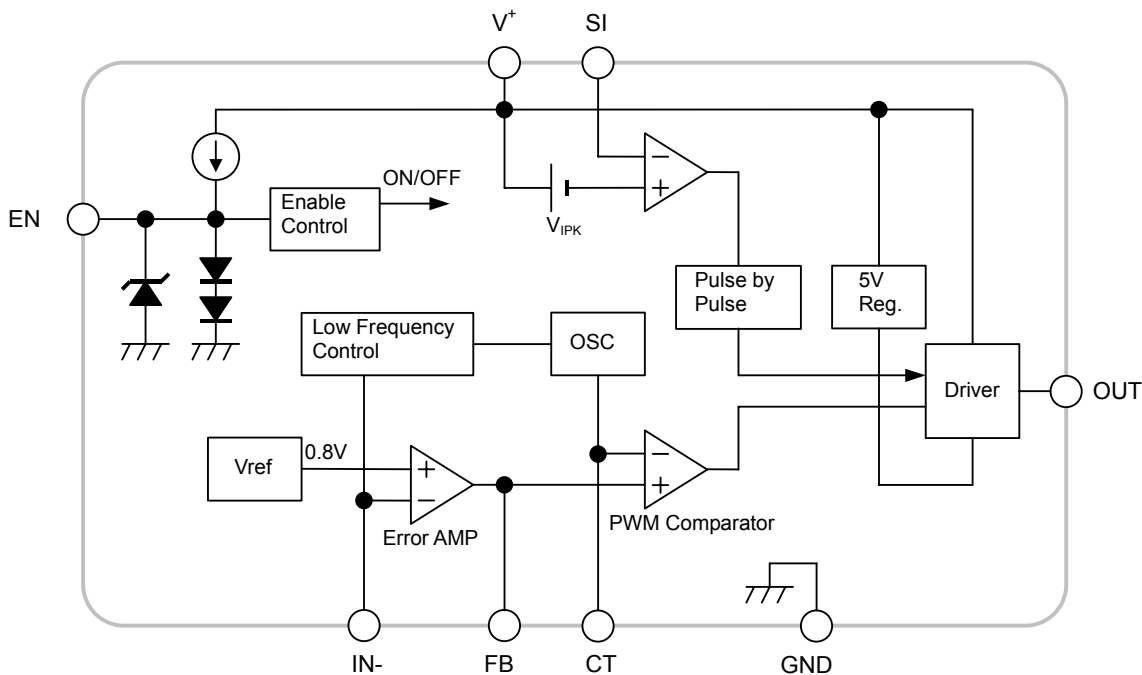 V+ SI
ON/OFF
EN
Enable
Control
− +
VIPK
Pulse by
Pulse
5V
Reg.
Low Frequency
Control
OSC
Driver
OUT
0.8V
Vref
+ −
− +
Error AMP
PWM Comparator
IN-
FB
CT
GND